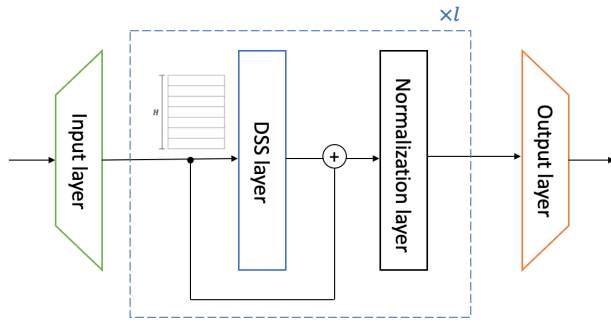 ×l
H
Input layer
DSS layer
+
Normalization layer
Output layer